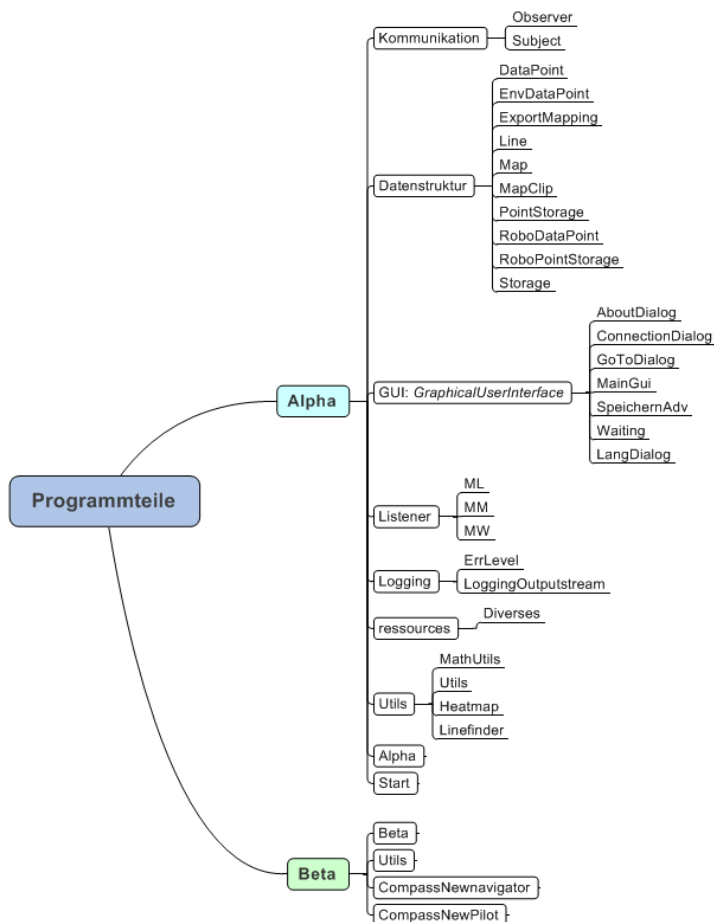 Programmteile
Alpha
Kommunikation
Observer
Subject
Datenstruktur
DataPoint
EnvDataPoint
ExportMapping
Line
Map
MapClip
PointStorage
RoboDataPoint
RoboPointStorage
Storage
GUI: GraphicalUserInterface
AboutDialog
ConnectionDialog
GoToDialog
MainGui
SpeichernAdv
Waiting
LangDialog
Listener
ML
MM
MW
Logging
ErrLevel
LoggingOutputstream
ressources
Diverses
Utils
MathUtils
Utils
Heatmap
Linefinder
Alpha
Start
Beta
Beta
Utils
CompassNewnavigator
CompassNewPilot